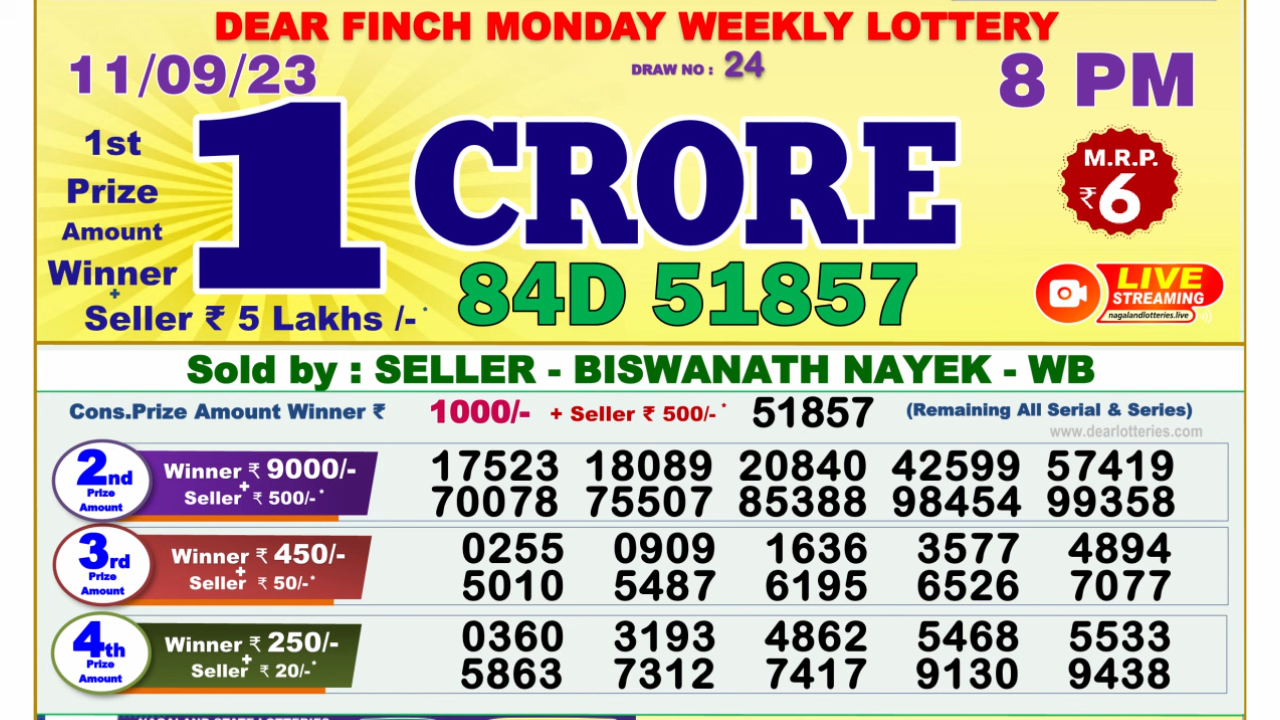 DEAR FINCH MONDAY WEEKLY LOTTERY
11/09/23
DRAW NO : 24
8 PM
1st
Prize
Amount
Winner
+
Seller ₹ 5 Lakhs /- *
1 CRORE
84D 51857
M.R.P.
₹ 6
LIVE
STREAMING
nagalandlotteries.live
Sold by : SELLER - BISWANATH NAYEK - WB
Cons.Prize Amount Winner ₹ 1000/- + Seller ₹ 500/- * 51857 (Remaining All Serial & Series)
www.dearlotteries.com
2nd
Prize
Amount
Winner ₹ 9000/-
+
Seller ₹ 500/- *
17523 18089 20840 42599 57419
70078 75507 85388 98454 99358
3rd
Prize
Amount
Winner ₹ 450/-
+
Seller ₹ 50/- *
0255 0909 1636 3577 4894
5010 5487 6195 6526 7077
4th
Prize
Amount
Winner ₹ 250/-
+
Seller ₹ 20/- *
0360 3193 4862 5468 5533
5863 7312 7417 9130 9438